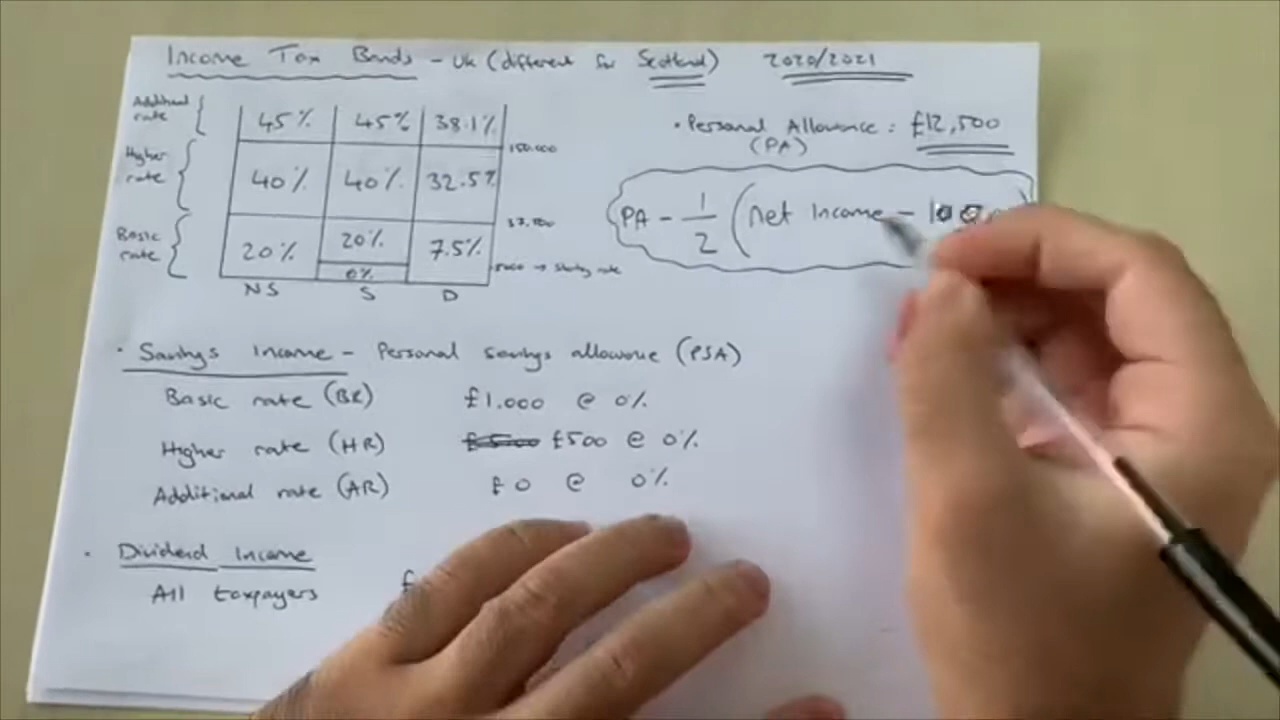 Income Tax Bands - UK (different for Scotland) 2020/2021
Additional rate
45% 45% 38.1%
150.000
Higher rate
40% 40% 32.5%
37.500
Basic rate
20% 20% 7.5%
0%
5000 → starting rate
NS S D
• Personal Allowance: £12,500
(PA)
PA - 1/2 (net income - 100
• Savings Income - Personal savings allowance (PSA)
Basic rate (BR) £1.000 @ 0%
Higher rate (HR) £500 @ 0%
Additional rate (AR) £0 @ 0%
• Dividend Income
All taxpayers £